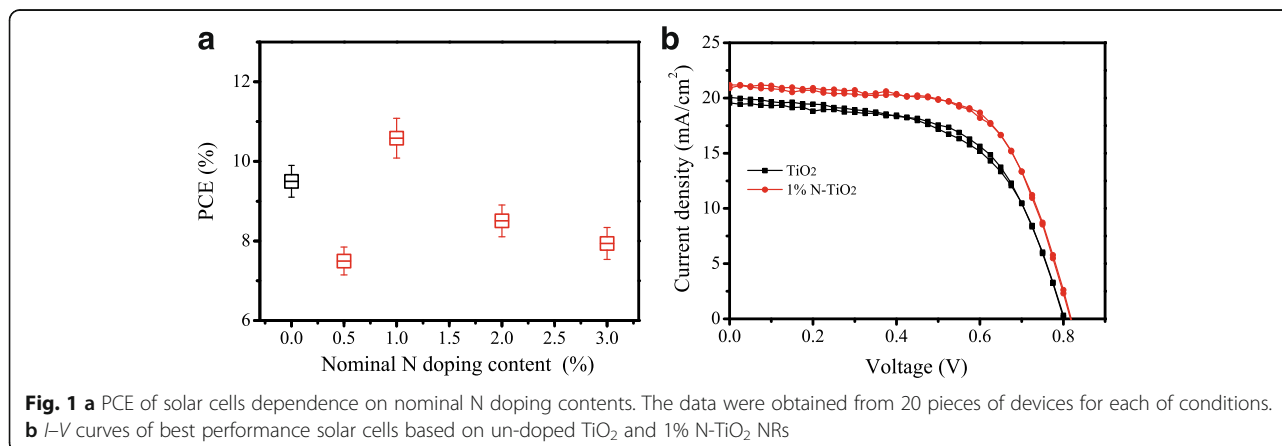 a
PCE (%)
12
10
8
6
0.0 0.5 1.0 1.5 2.0 2.5 3.0
Nominal N doping content (%)
b
Current density (mA/cm²)
25
20
15
10
5
0
TiO₂
1% N-TiO₂
0.0 0.2 0.4 0.6 0.8
Voltage (V)
Fig. 1 a PCE of solar cells dependence on nominal N doping contents. The data were obtained from 20 pieces of devices for each of conditions.
b I–V curves of best performance solar cells based on un-doped TiO₂ and 1% N-TiO₂ NRs